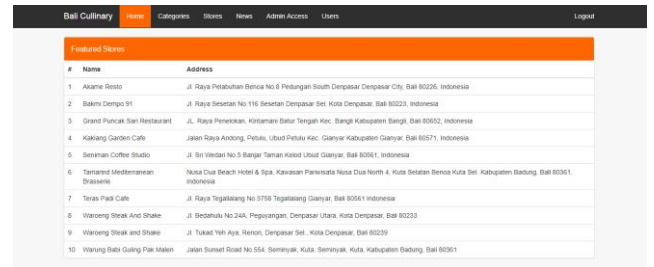 Bali Cullinary Home Categories Stores News Admin Access Users Logout
Featured Stores
# Name Address
1 Akame Resto Jl. Raya Pelabuhan Benoa No.8 Pedungan South Denpasar Denpasar City, Bali 80226, Indonesia
2 Bakmi Dempo 91 Jl. Raya Sesetan No.116 Sesetan Denpasar Sel. Kota Denpasar, Bali 80223, Indonesia
3 Grand Puncak Sari Restaurant JL. Raya Penelokan, Kintamani Batur Tengah Kec. Bangli Kabupaten Bangli, Bali 80652, Indonesia
4 Kakiang Garden Cafe Jalan Raya Andong, Petulu, Ubud Petulu Kec. Gianyar Kabupaten Gianyar, Bali 80571, Indonesia
5 Seniman Coffee Studio Jl. Sri Wedari No.5 Banjar Taman Kelod Ubud Gianyar, Bali 80561, Indonesia
6 Tamarind Mediterranean Nusa Dua Beach Hotel & Spa, Kawasan Pariwisata Nusa Dua North 4, Kuta Selatan Benoa Kuta Sel. Kabupaten Badung, Bali 80361,
Brasserie Indonesia
7 Teras Padi Cafe Jl. Raya Tegallalang No.5758 Tegallalang Gianyar, Bali 80561 Indonesia
8 Waroeng Steak And Shake Jl. Bedahulu No.24A, Peguyangan, Denpasar Utara, Kota Denpasar, Bali 80233
9 Waroeng Steak and Shake Jl. Tukad Yeh Aya, Renon, Denpasar Sel., Kota Denpasar, Bali 80239
10 Warung Babi Guling Pak Malen Jalan Sunset Road No.554, Seminyak, Kuta, Seminyak, Kuta, Kabupaten Badung, Bali 80361